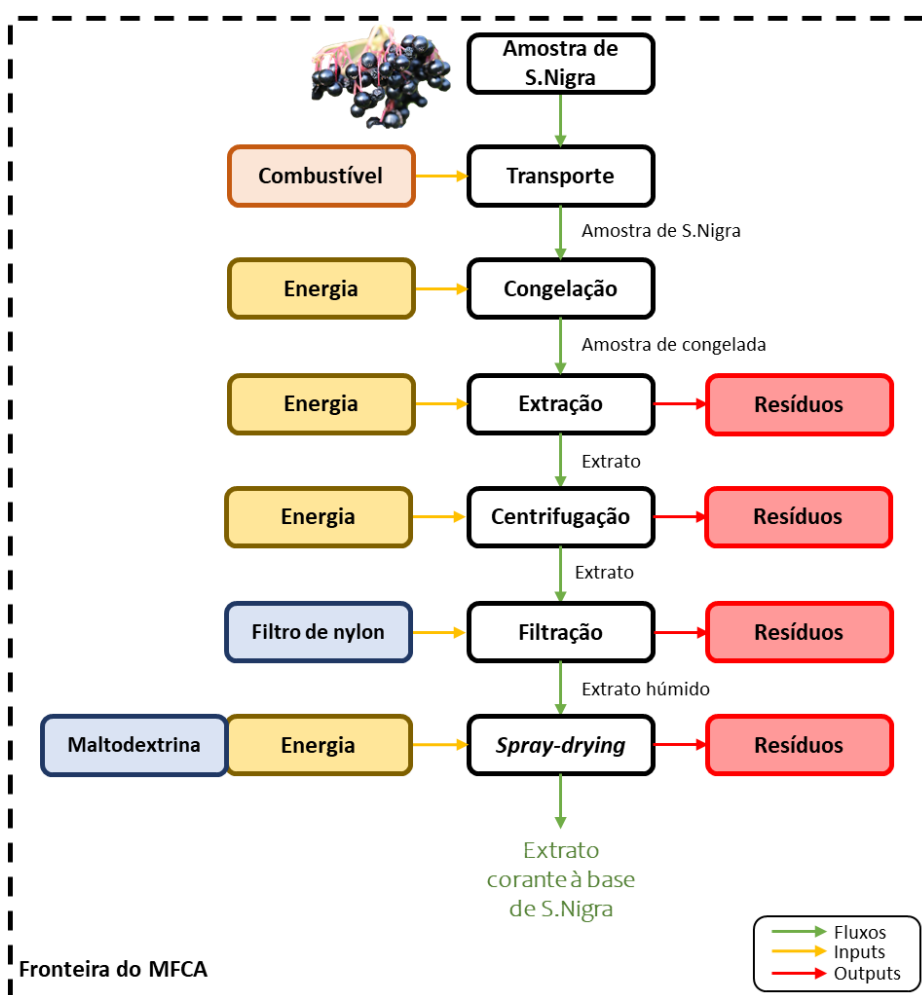 Amostra de
S.Nigra
Combustível
Transporte
Amostra de S.Nigra
Energia
Congelação
Amostra de congelada
Energia
Extração
Resíduos
Extrato
Energia
Centrifugação
Resíduos
Extrato
Filtro de nylon
Filtração
Resíduos
Extrato húmido
Maltodextrina
Energia
Spray-drying
Resíduos
Extrato
corante à base
de S.Nigra
Fluxos
Inputs
Outputs
Fronteira do MFCA